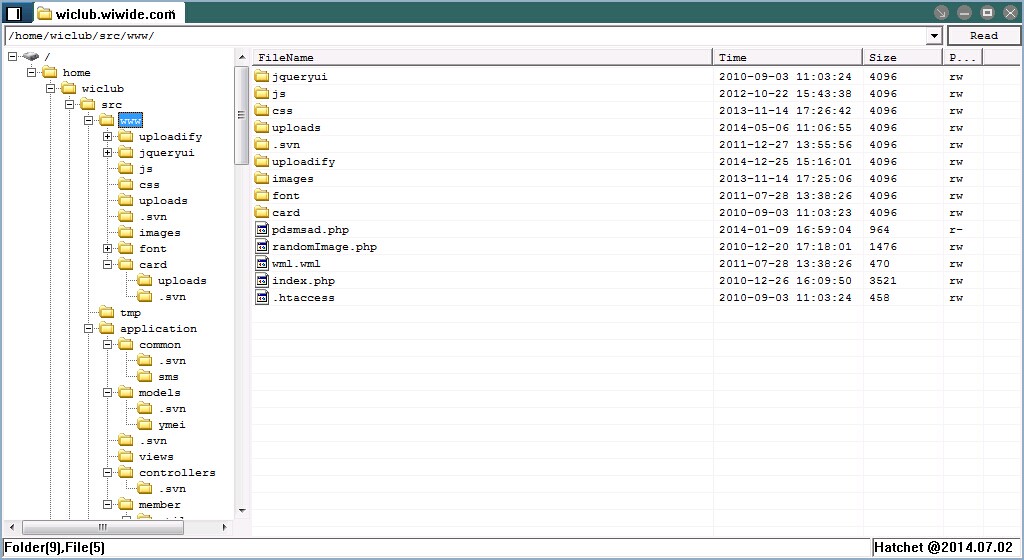 wiclub.wiwide.com
/home/wiclub/src/www/
Read
/
home
wiclub
src
www
uploadify
jqueryui
js
css
uploads
.svn
images
font
card
uploads
.svn
tmp
application
common
.svn
sms
models
.svn
ymei
.svn
views
controllers
.svn
member
FileName Time Size P...
jqueryui 2010-09-03 11:03:24 4096 rw
js 2012-10-22 15:43:38 4096 rw
css 2013-11-14 17:26:42 4096 rw
uploads 2014-05-06 11:06:55 4096 rw
.svn 2011-12-27 13:55:56 4096 rw
uploadify 2014-12-25 15:16:01 4096 rw
images 2013-11-14 17:25:06 4096 rw
font 2011-07-28 13:38:26 4096 rw
card 2010-09-03 11:03:23 4096 rw
pdsmsad.php 2014-01-09 16:59:04 964 r-
randomImage.php 2010-12-20 17:18:01 1476 rw
wml.wml 2011-07-28 13:38:26 470 rw
index.php 2010-12-26 16:09:50 3521 rw
.htaccess 2010-09-03 11:03:24 458 rw
Folder(9),File(5)
Hatchet @2014.07.02